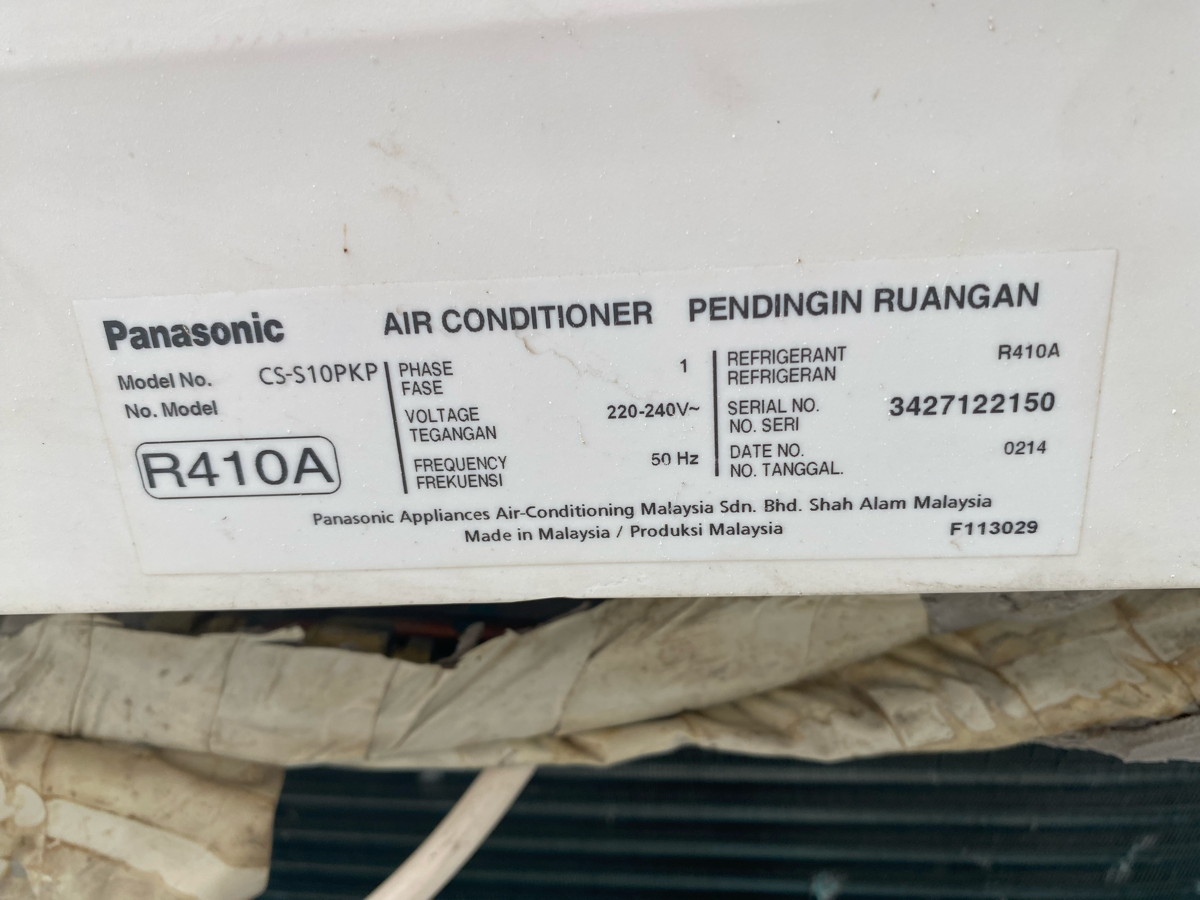 Panasonic AIR CONDITIONER PENDINGIN RUANGAN
Model No. CS-S10PKP
No. Model
R410A
PHASE 1
FASE
VOLTAGE 220-240V~
TEGANGAN
FREQUENCY 50 Hz
FREKUENSI
REFRIGERANT R410A
REFRIGERAN
SERIAL NO. 3427122150
NO. SERI
DATE NO. 0214
NO. TANGGAL.
Panasonic Appliances Air-Conditioning Malaysia Sdn. Bhd. Shah Alam Malaysia
Made in Malaysia / Produksi Malaysia F113029